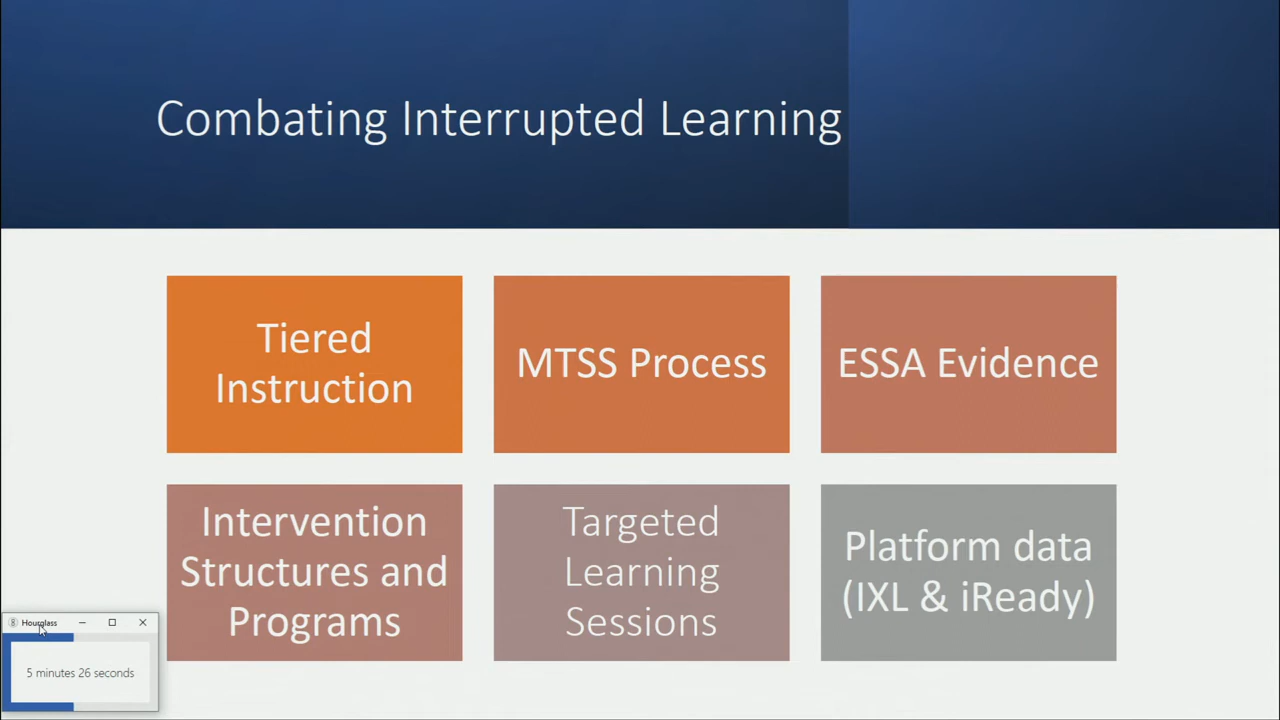 Combating Interrupted Learning
Tiered
Instruction
MTSS Process
ESSA Evidence
Intervention
Structures and
Programs
Targeted
Learning
Sessions
Platform data
(IXL & iReady)
Hourglass
5 minutes 26 seconds